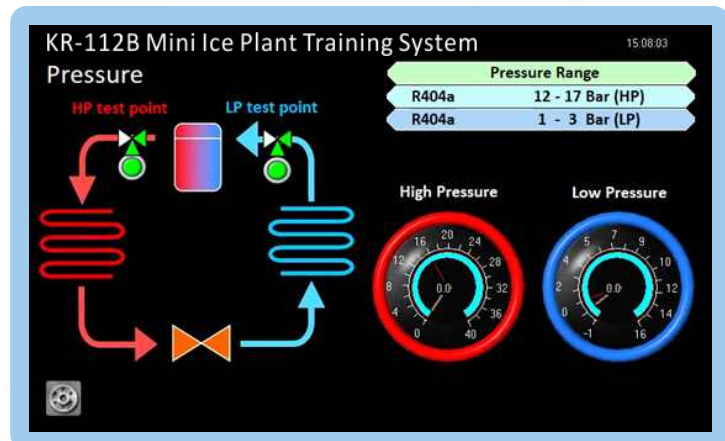 KR-112B Mini Ice Plant Training System
15:08:03
Pressure
Pressure Range
R404a 12 - 17 Bar (HP)
R404a 1 - 3 Bar (LP)
HP test point
LP test point
High Pressure
Low Pressure
0 4 8 12 16 20 24 28 32 36 40
0.0
-1 0 2 4 5 7 9 10 12 14 16
0.0